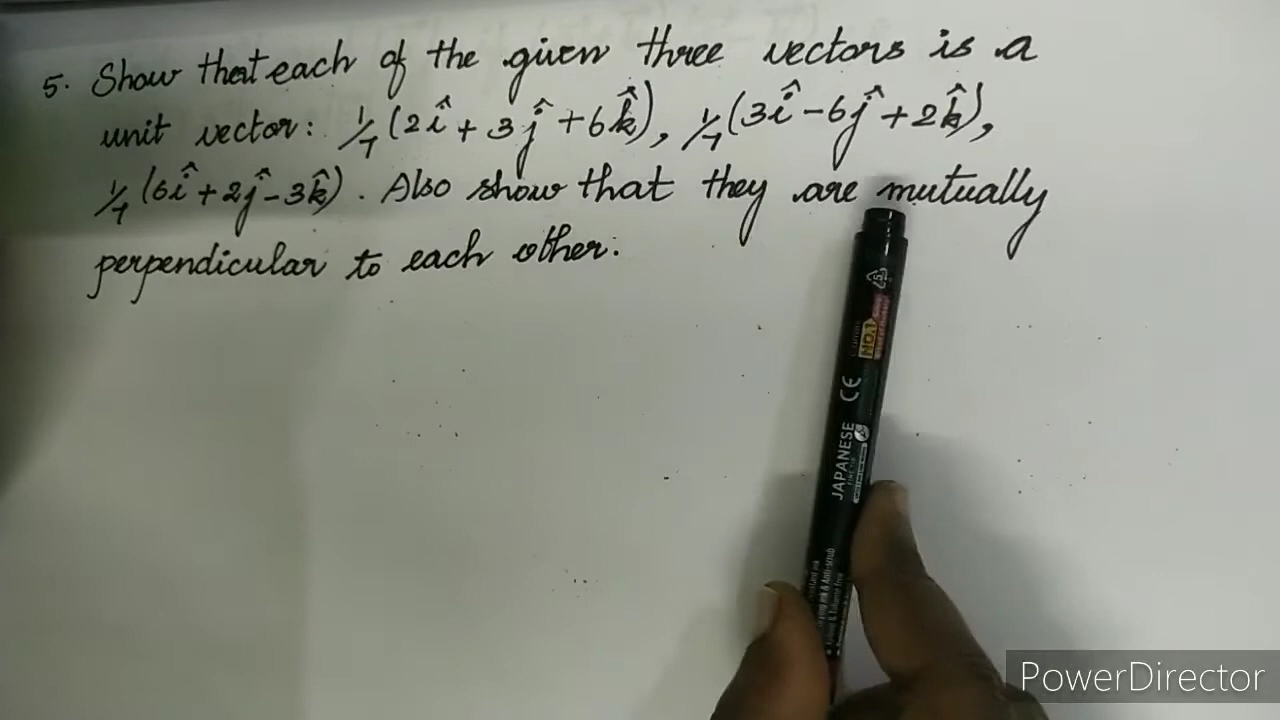 5. Show that each of the given three vectors is a
unit vector: 1/7 (2î + 3ĵ + 6k̂), 1/7 (3î - 6ĵ + 2k̂),
1/7 (6î + 2ĵ - 3k̂). Also show that they are mutually
perpendicular to each other.
NO.1
CE
JAPANESE
PowerDirector